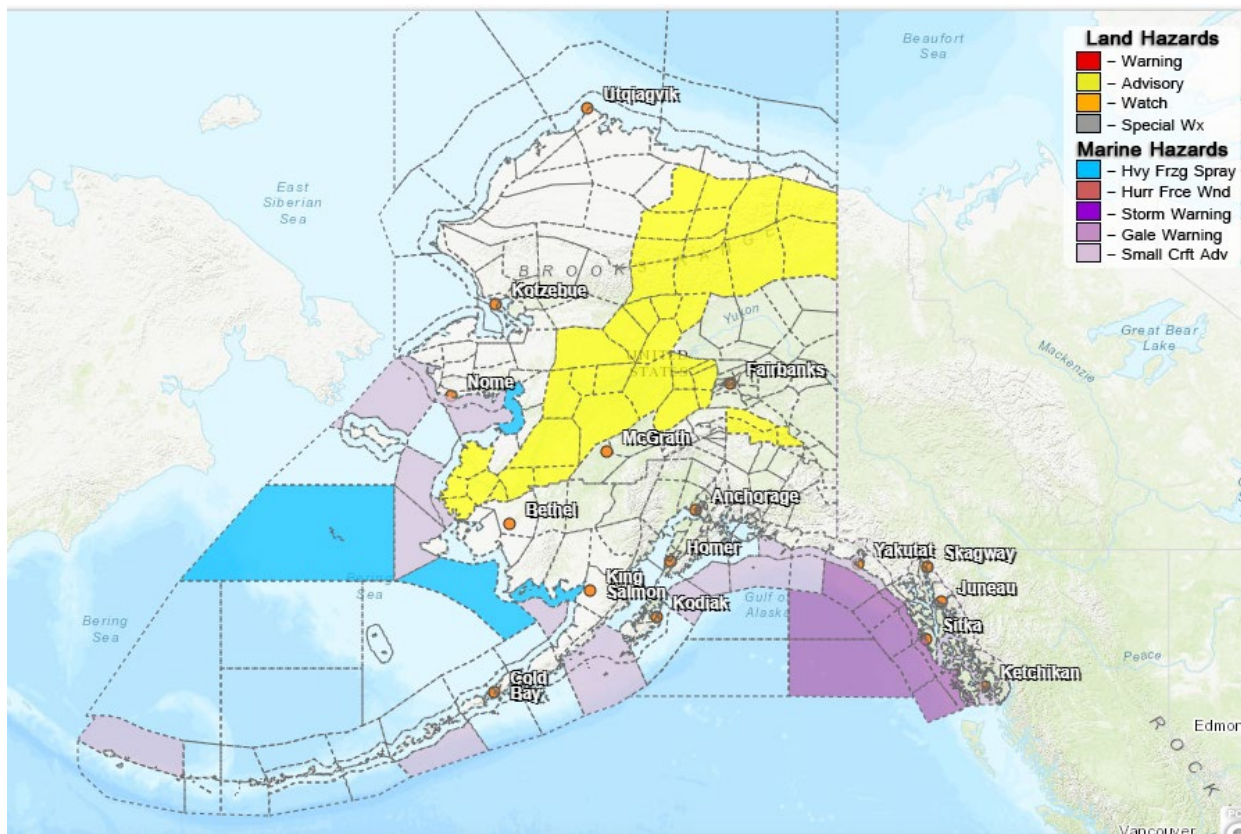 Land Hazards
– Warning
– Advisory
– Watch
– Special Wx
Marine Hazards
– Hvy Frzg Spray
– Hurr Frce Wnd
– Storm Warning
– Gale Warning
– Small Crft Adv
Beaufort
Sea
Utqiagvik
East
Siberian
Sea
BROOKS RANGE
Kotzebue
Yukon
Great Bear
Lake
Mackenzie
UNITED
STATES
Fairbanks
Nome
McGrath
Anchorage
Bethel
Homer
Yakutat
Skagway
King
Salmon
Kodiak
Gulf of
Alaska
Juneau
Bering
Sea
Sitka
Bering
Sea
Peace
Ketchikan
Cold
Bay
Edmon
ROCK
Vancouver